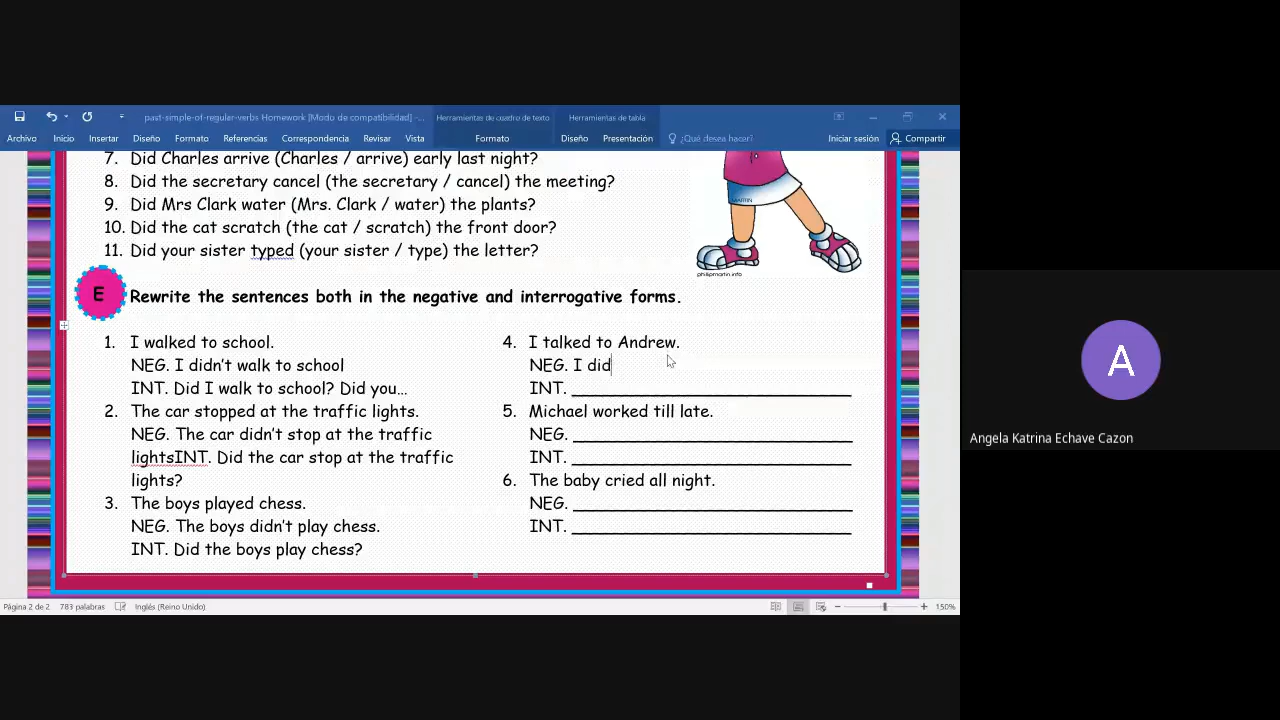 past-simple-of-regular-verbs Homework [Modo de compatibilidad] -...
Herramientas de cuadro de texto
Herramientas de tabla
Archivo Inicio Insertar Diseño Formato Referencias Correspondencia Revisar Vista Formato Diseño Presentación ¿Qué desea hacer? Iniciar sesión Compartir
7. Did Charles arrive (Charles / arrive) early last night?
8. Did the secretary cancel (the secretary / cancel) the meeting?
9. Did Mrs Clark water (Mrs. Clark / water) the plants?
10. Did the cat scratch (the cat / scratch) the front door?
11. Did your sister typed (your sister / type) the letter?
MARTIN
philipmartin.info
E
Rewrite the sentences both in the negative and interrogative forms.
1. I walked to school.
NEG. I didn't walk to school
INT. Did I walk to school? Did you...
2. The car stopped at the traffic lights.
NEG. The car didn't stop at the traffic
lightsINT. Did the car stop at the traffic
lights?
3. The boys played chess.
NEG. The boys didn't play chess.
INT. Did the boys play chess?
4. I talked to Andrew.
NEG. I did
INT. ____________________________
5. Michael worked till late.
NEG. ____________________________
INT. ____________________________
6. The baby cried all night.
NEG. ____________________________
INT. ____________________________
Página 2 de 2 783 palabras Inglés (Reino Unido) 150%
A
Angela Katrina Echave Cazon